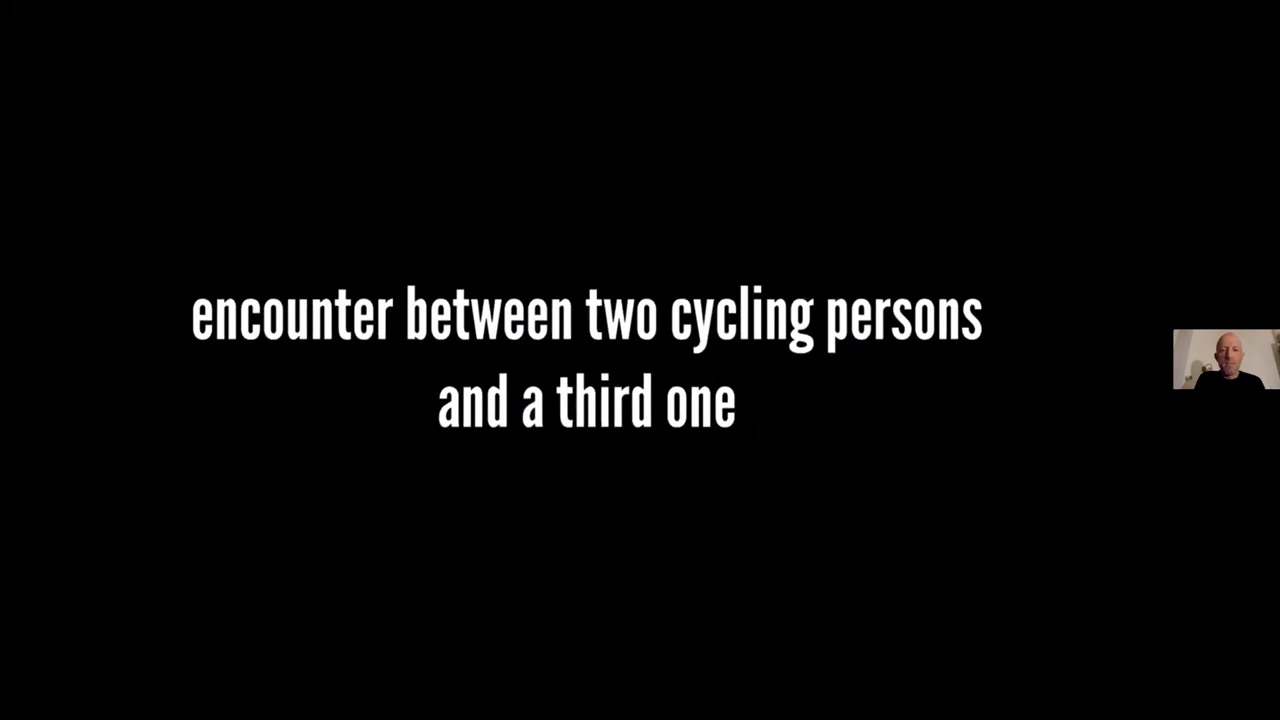 encounter between two cycling persons
and a third one